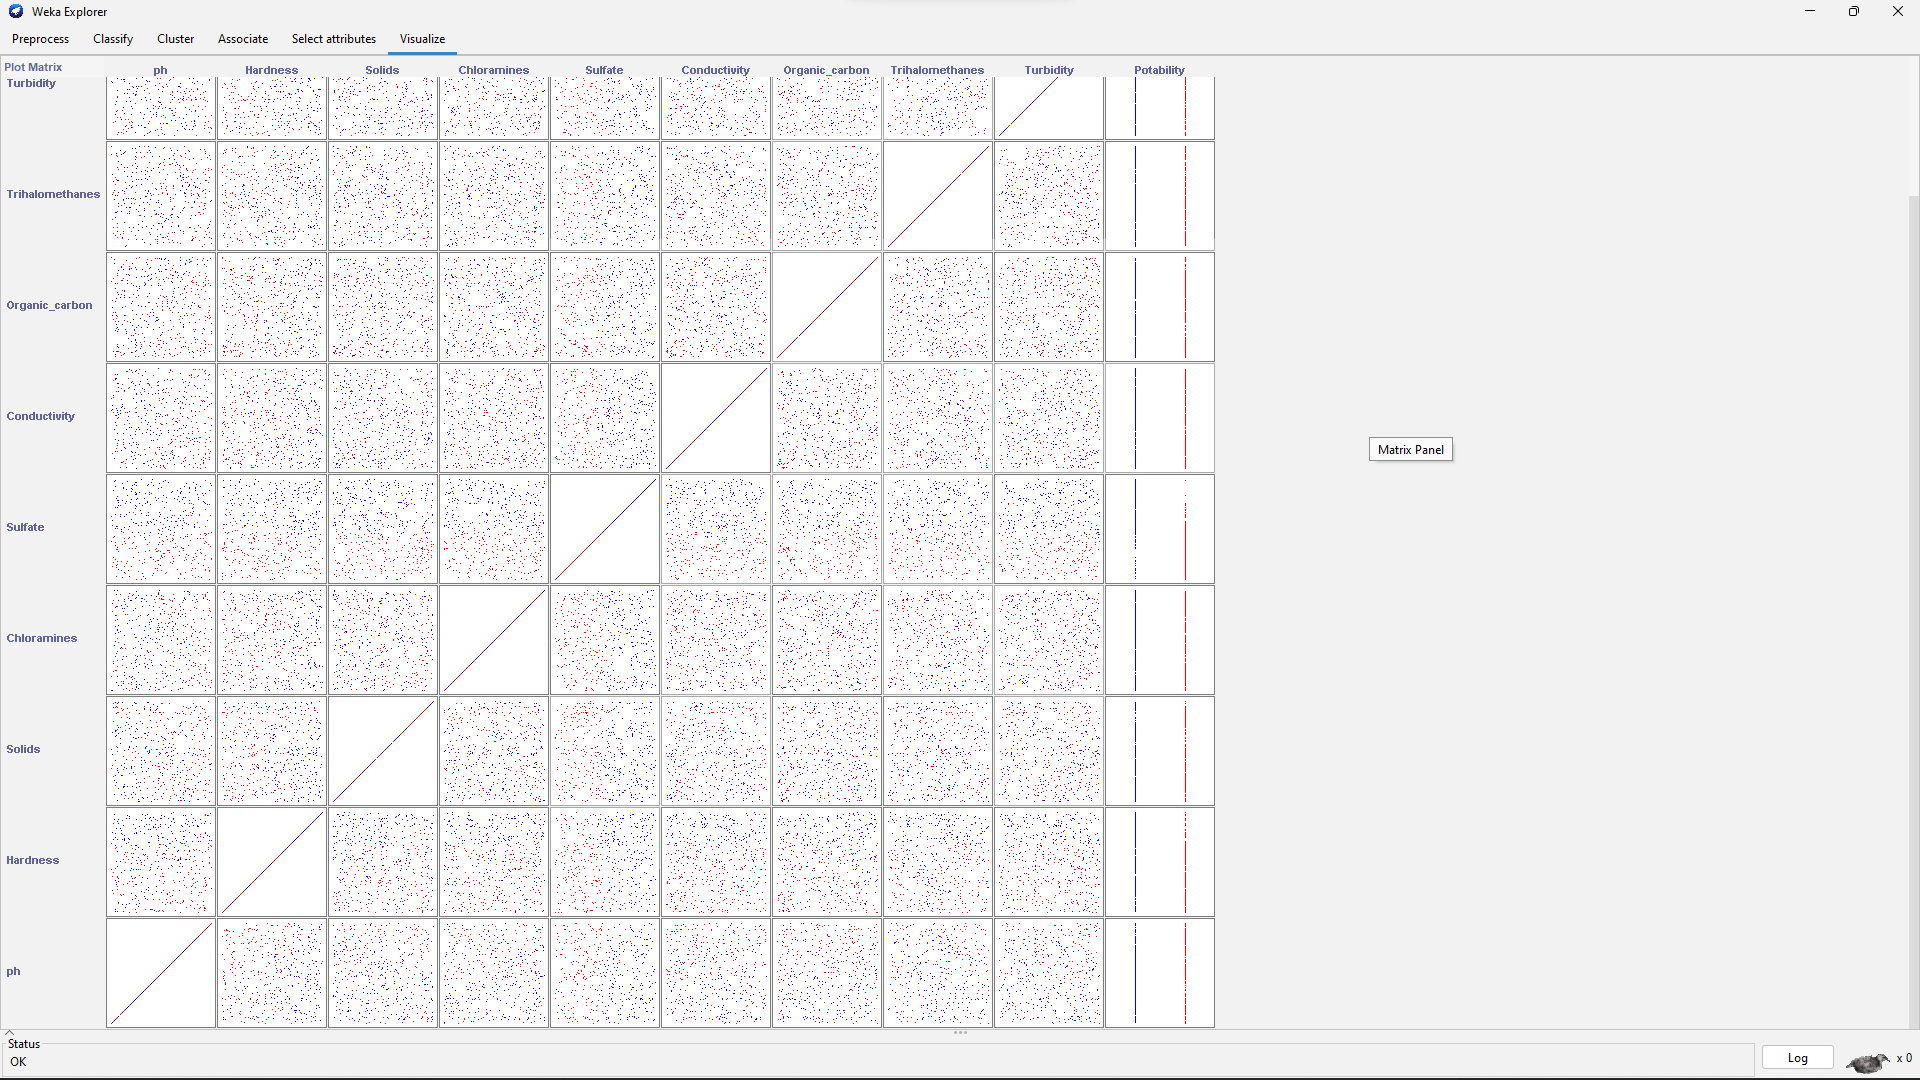 Weka Explorer
Preprocess Classify Cluster Associate Select attributes Visualize
Plot Matrix ph Hardness Solids Chloramines Sulfate Conductivity Organic_carbon Trihalomethanes Turbidity Potability
Turbidity
Trihalomethanes
Organic_carbon
Conductivity
Matrix Panel
Sulfate
Chloramines
Solids
Hardness
ph
Status
OK
Log
x 0